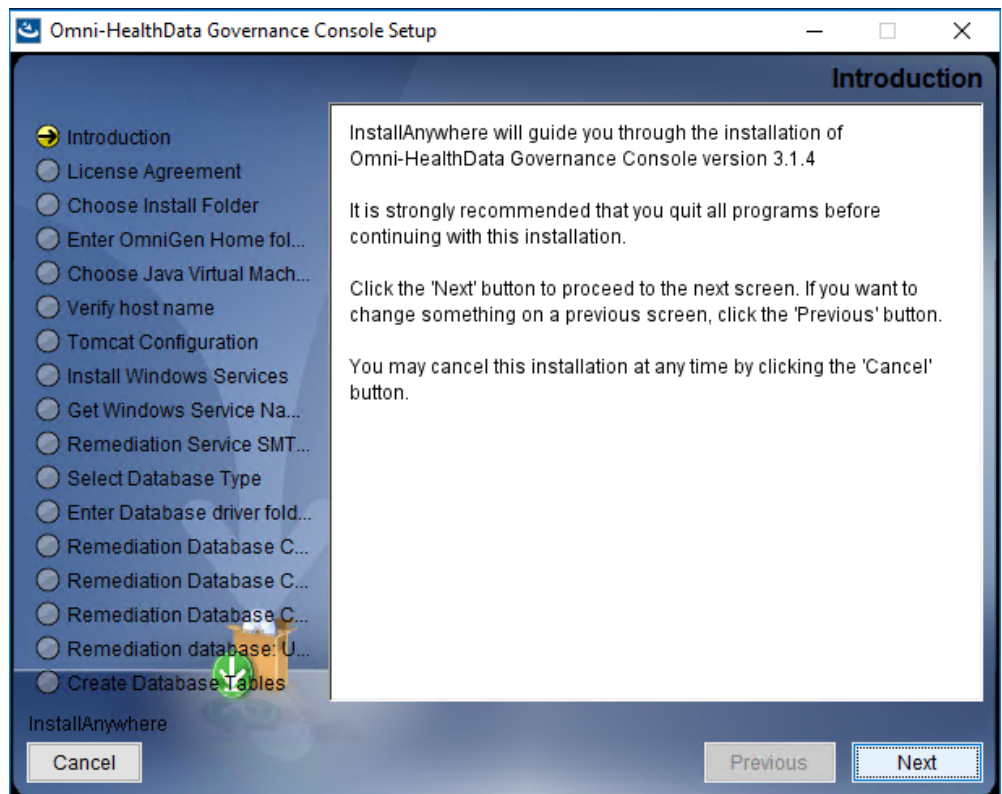 Omni-HealthData Governance Console Setup
Introduction
Introduction
License Agreement
Choose Install Folder
Enter OmniGen Home fol...
Choose Java Virtual Mach...
Verify host name
Tomcat Configuration
Install Windows Services
Get Windows Service Na...
Remediation Service SMT...
Select Database Type
Enter Database driver fold...
Remediation Database C...
Remediation Database C...
Remediation Database C...
Remediation database: U...
Create Database Tables
InstallAnywhere will guide you through the installation of
Omni-HealthData Governance Console version 3.1.4
It is strongly recommended that you quit all programs before
continuing with this installation.
Click the 'Next' button to proceed to the next screen. If you want to
change something on a previous screen, click the 'Previous' button.
You may cancel this installation at any time by clicking the 'Cancel'
button.
InstallAnywhere
Cancel
Previous
Next